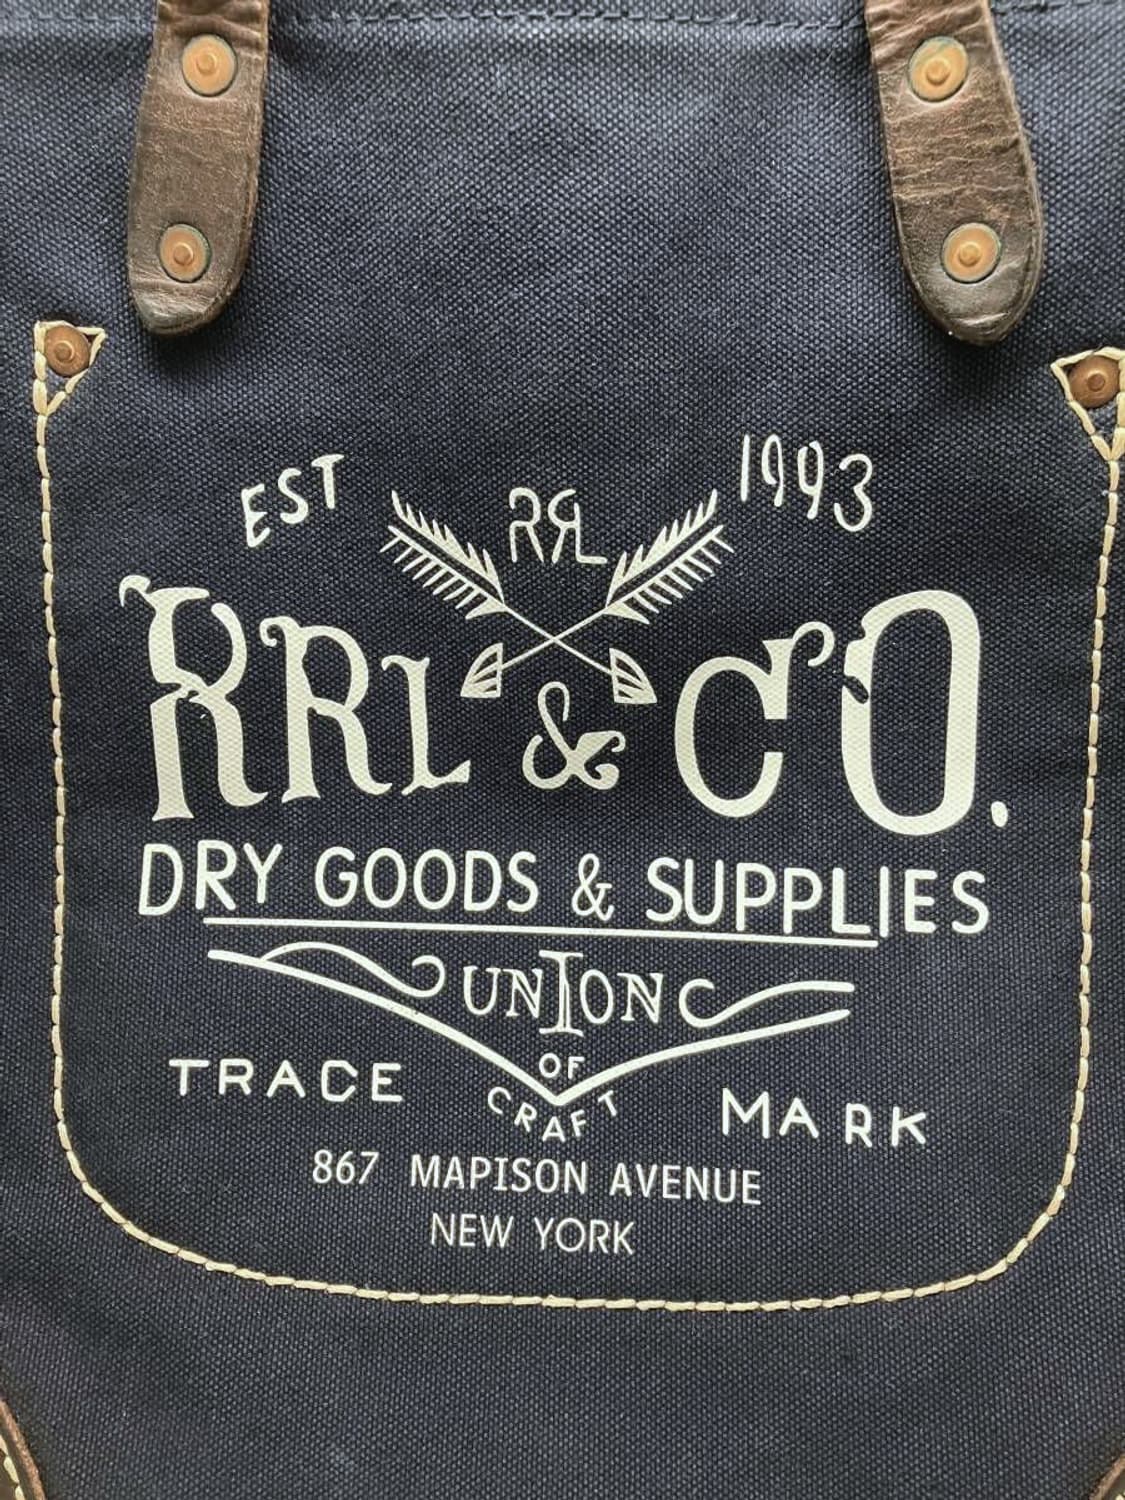 EST 1993
RRL
RRL & CO.
DRY GOODS & SUPPLIES
UNION
OF
CRAFT
TRACE MARK
867 MAPISON AVENUE
NEW YORK